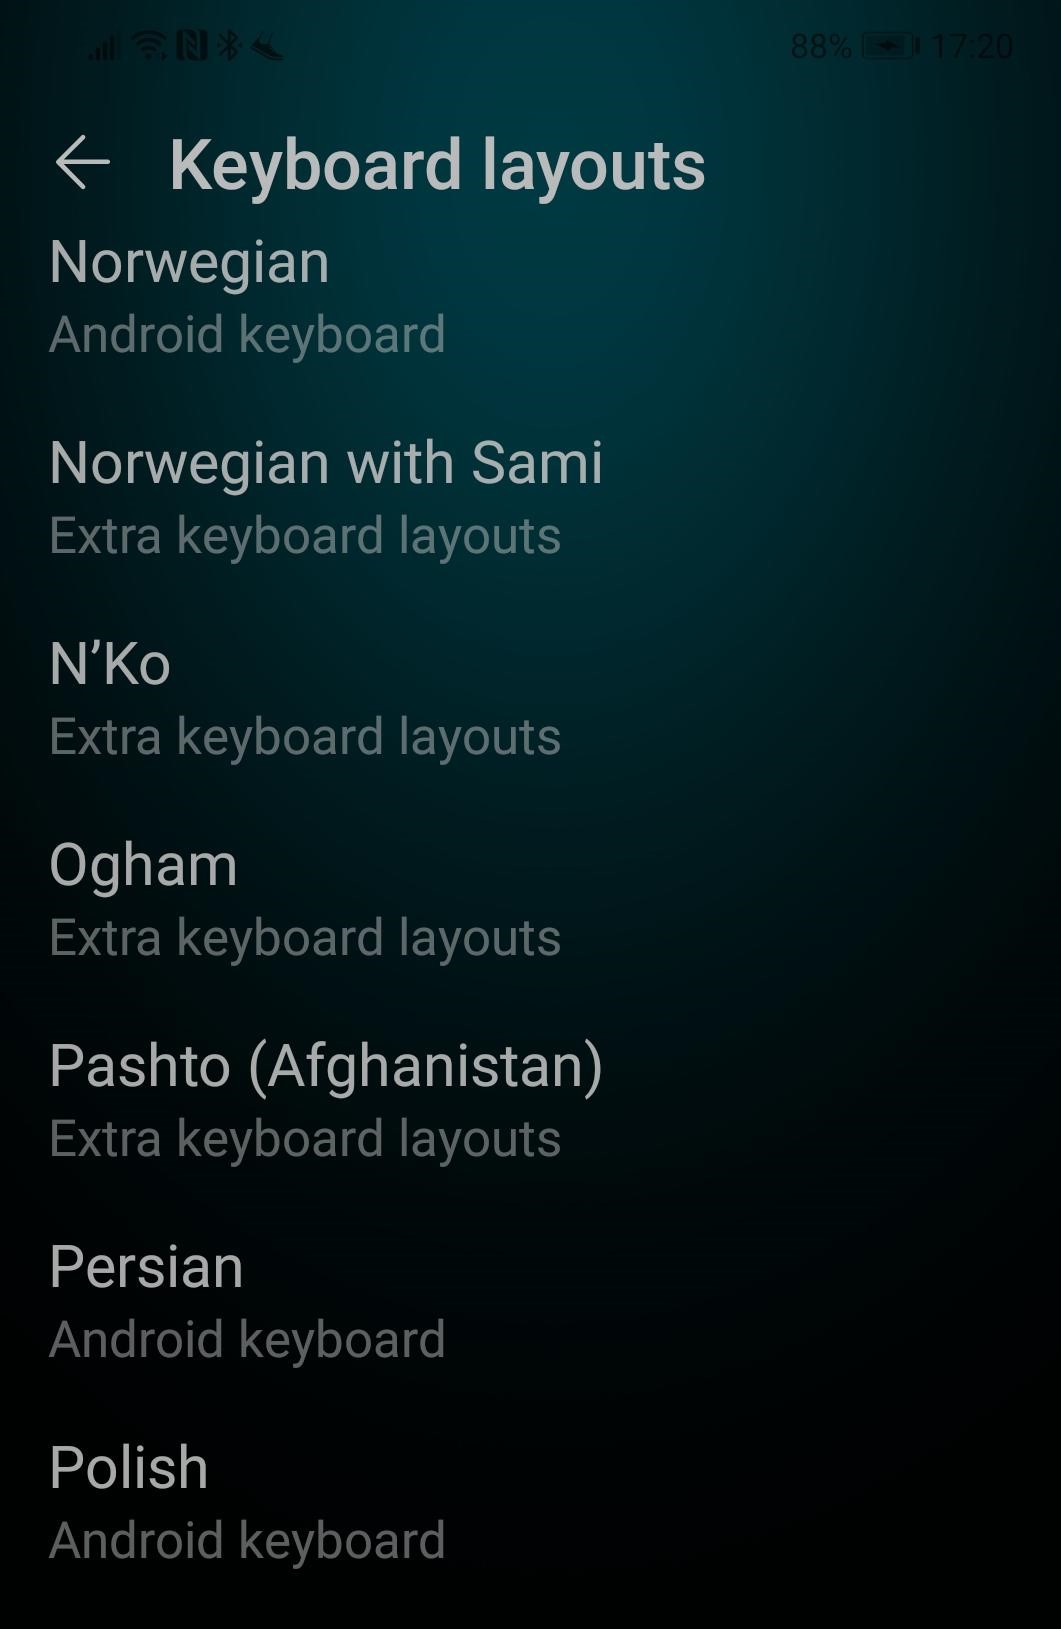 88% 17:20
Keyboard layouts
Norwegian
Android keyboard
Norwegian with Sami
Extra keyboard layouts
N’Ko
Extra keyboard layouts
Ogham
Extra keyboard layouts
Pashto (Afghanistan)
Extra keyboard layouts
Persian
Android keyboard
Polish
Android keyboard